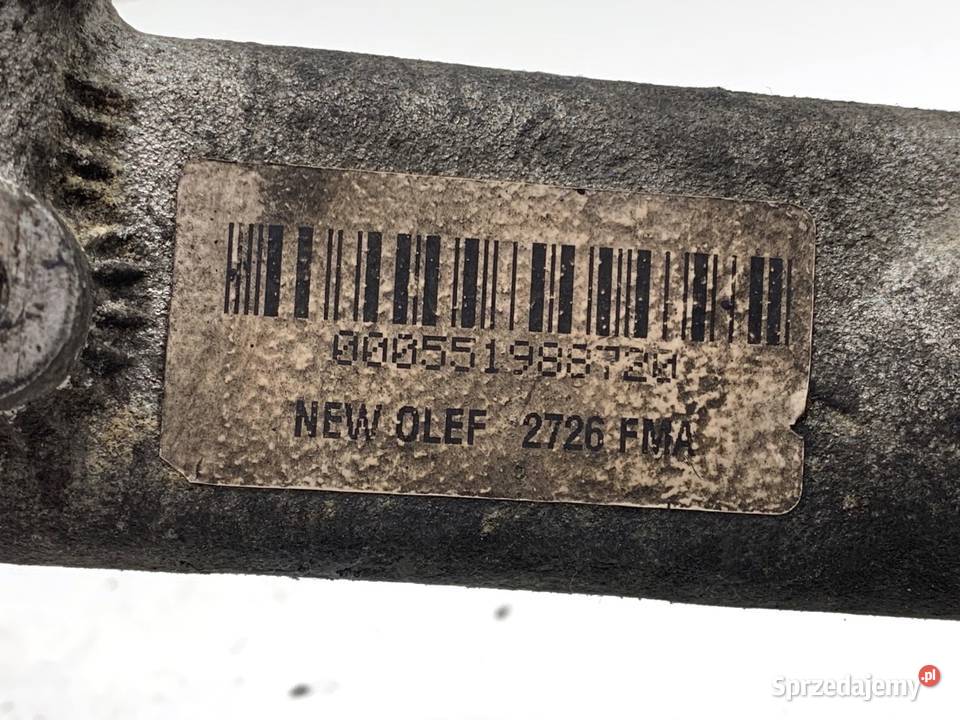 000551988720
NEW OLEF 2726 FMA
Sprzedajemy.pl